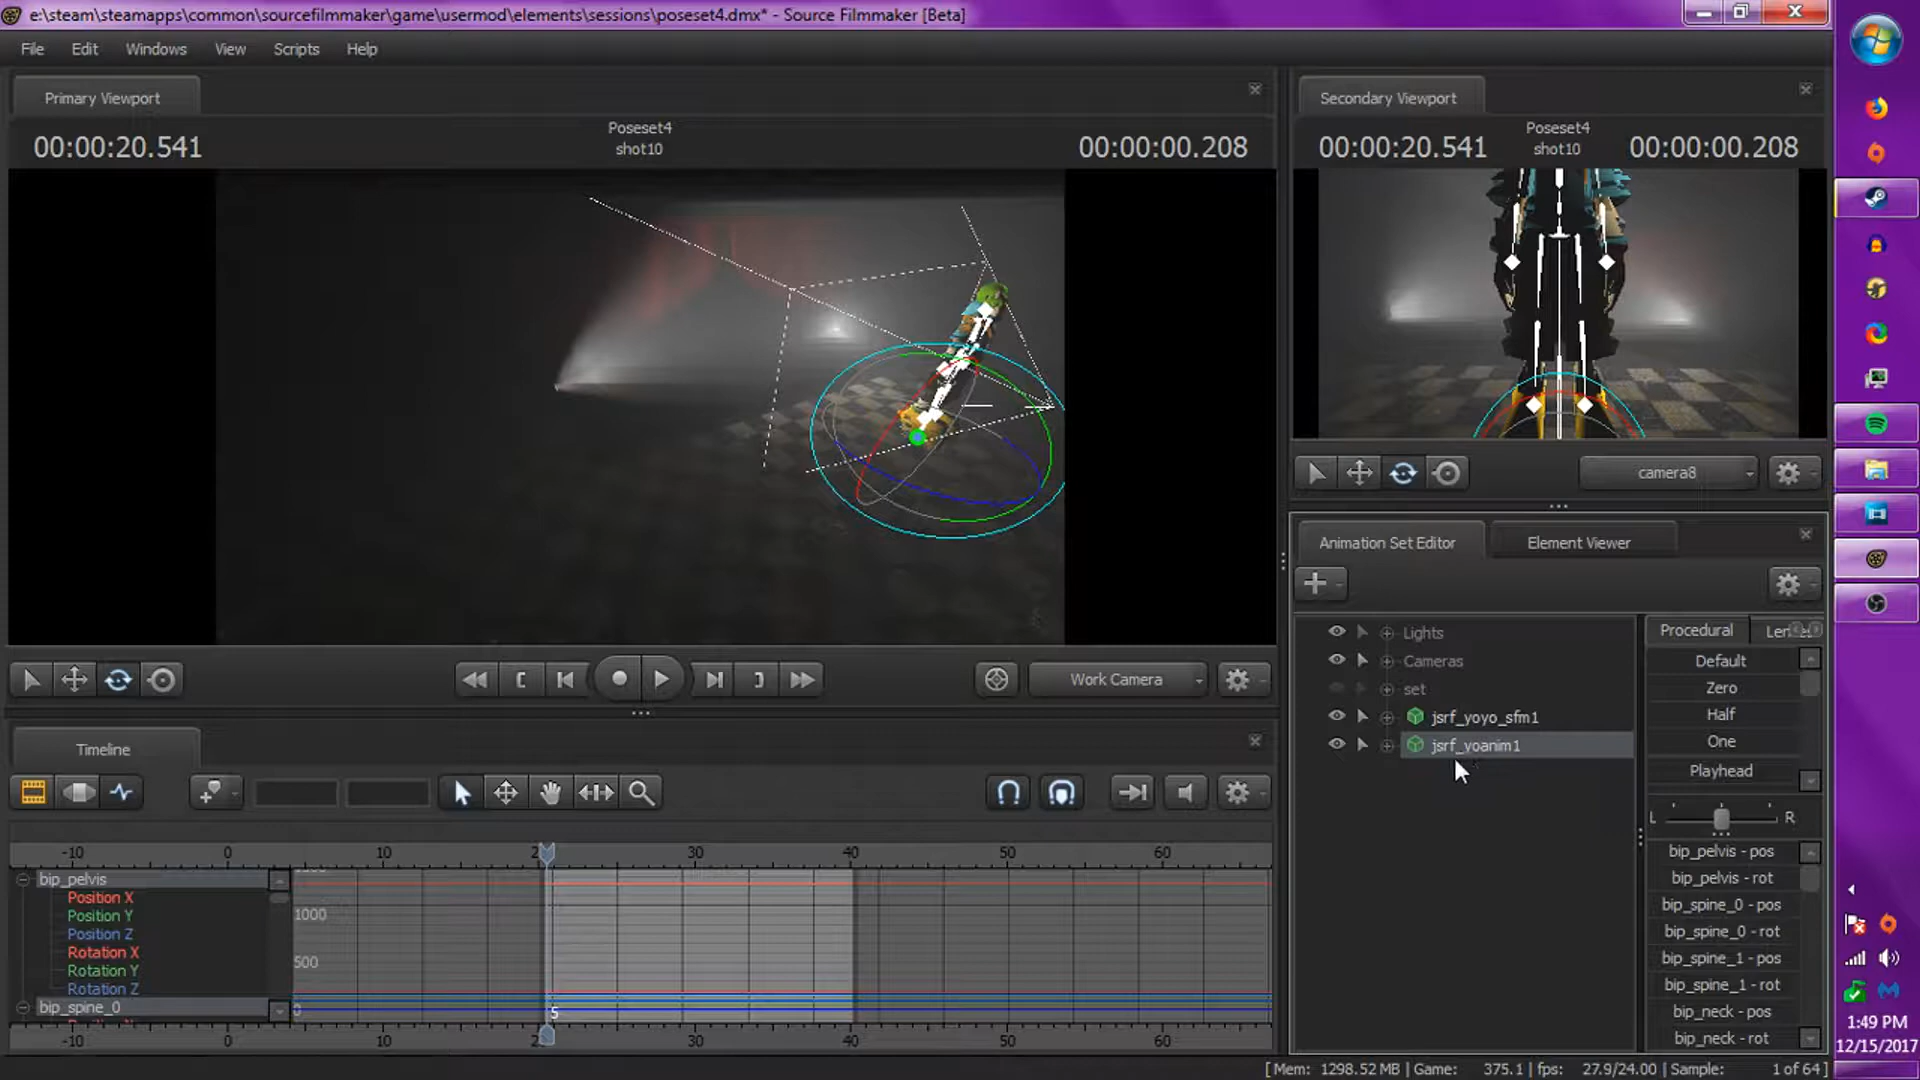 e:\steam\steamapps\common\sourcefilmmaker\game\usermod\elements\sessions\poseset4.dmx* - Source Filmmaker [Beta]
File Edit Windows View Scripts Help
Primary Viewport
00:00:20.541
Poseset4
shot10
00:00:00.208
Secondary Viewport
00:00:20.541
Poseset4
shot10
00:00:00.208
camera8
Animation Set Editor
Element Viewer
Lights
Cameras
set
jsrf_yoyo_sfm1
jsrf_yoanim1
Procedural
Default
Zero
Half
One
Playhead
L R
bip_pelvis - pos
bip_pelvis - rot
bip_spine_0 - pos
bip_spine_0 - rot
bip_spine_1 - pos
bip_spine_1 - rot
bip_neck - pos
bip_neck - rot
Work Camera
Timeline
-10 0 10 30 40 50 60
bip_pelvis
Position X
Position Y
Position Z
Rotation X
Rotation Y
Rotation Z
bip_spine_0
1000
500
0
5
-10 0 10 30 40 50 60
[ Mem: 1298.52 MB | Game: 375.1 | fps: 27.9/24.00 | Sample: 1 of 64 ]
1:49 PM
12/15/2017